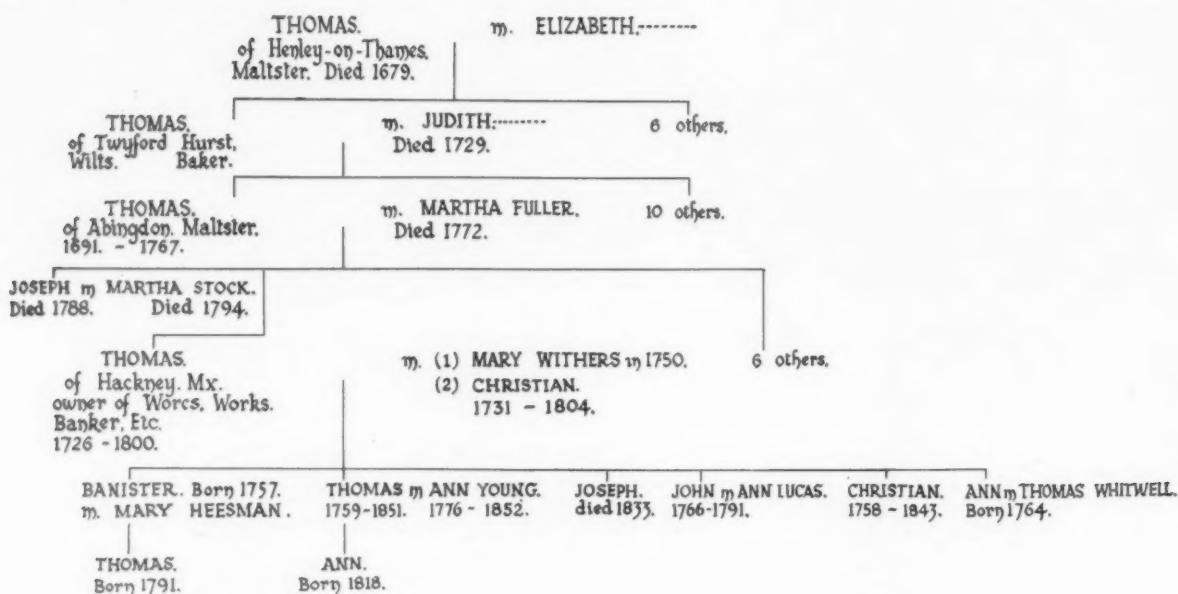 THOMAS. m. ELIZABETH.--------
of Henley-on-Thames,
Maltster. Died 1679.
THOMAS. m. JUDITH.-------- 6 others.
of Twyford Hurst, Died 1729.
Wilts. Baker.
THOMAS. m. MARTHA FULLER. 10 others.
of Abingdon. Maltster. Died 1772.
1691. - 1767.
JOSEPH m MARTHA STOCK.
Died 1788. Died 1794.
THOMAS. m. (1) MARY WITHERS in 1750. 6 others.
of Hackney. Mx. (2) CHRISTIAN.
owner of Worcs. Works. 1731 - 1804.
Banker, Etc.
1726 - 1800.
BANISTER. Born 1757. THOMAS m ANN YOUNG. JOSEPH. JOHN m ANN LUCAS. CHRISTIAN. ANN m THOMAS WHITWELL.
m. MARY HEESMAN. 1759-1851. 1776 - 1852. died 1833. 1766-1791. 1758 - 1843. Born 1764.
THOMAS. ANN.
Born 1791. Born 1818.